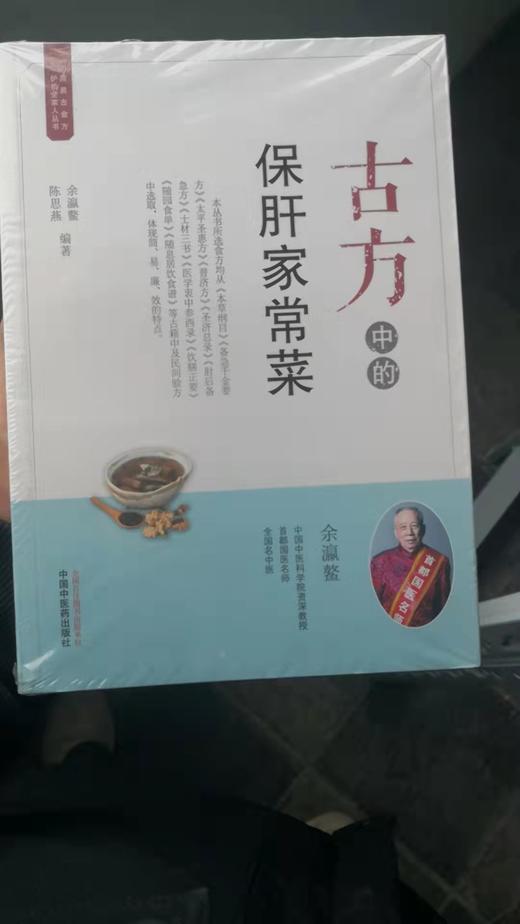 古方
中的
保肝家常菜
本丛书所选食方均从《本草纲目》《备急千金要
方》《太平圣惠方》《普济方》《圣济总录》《肘后备
急方》《士材三书》《医学衷中参西录》《饮膳正要》
《随园食单》《随息居饮食谱》等古籍中及民间验方
中选取，体现简、易、廉、效的特点。
余瀛鳌
陈思燕 编著
余瀛鳌
中国中医科学院资深教授
首都国医名师
全国名中医
首都国医名师
中国中医药出版社